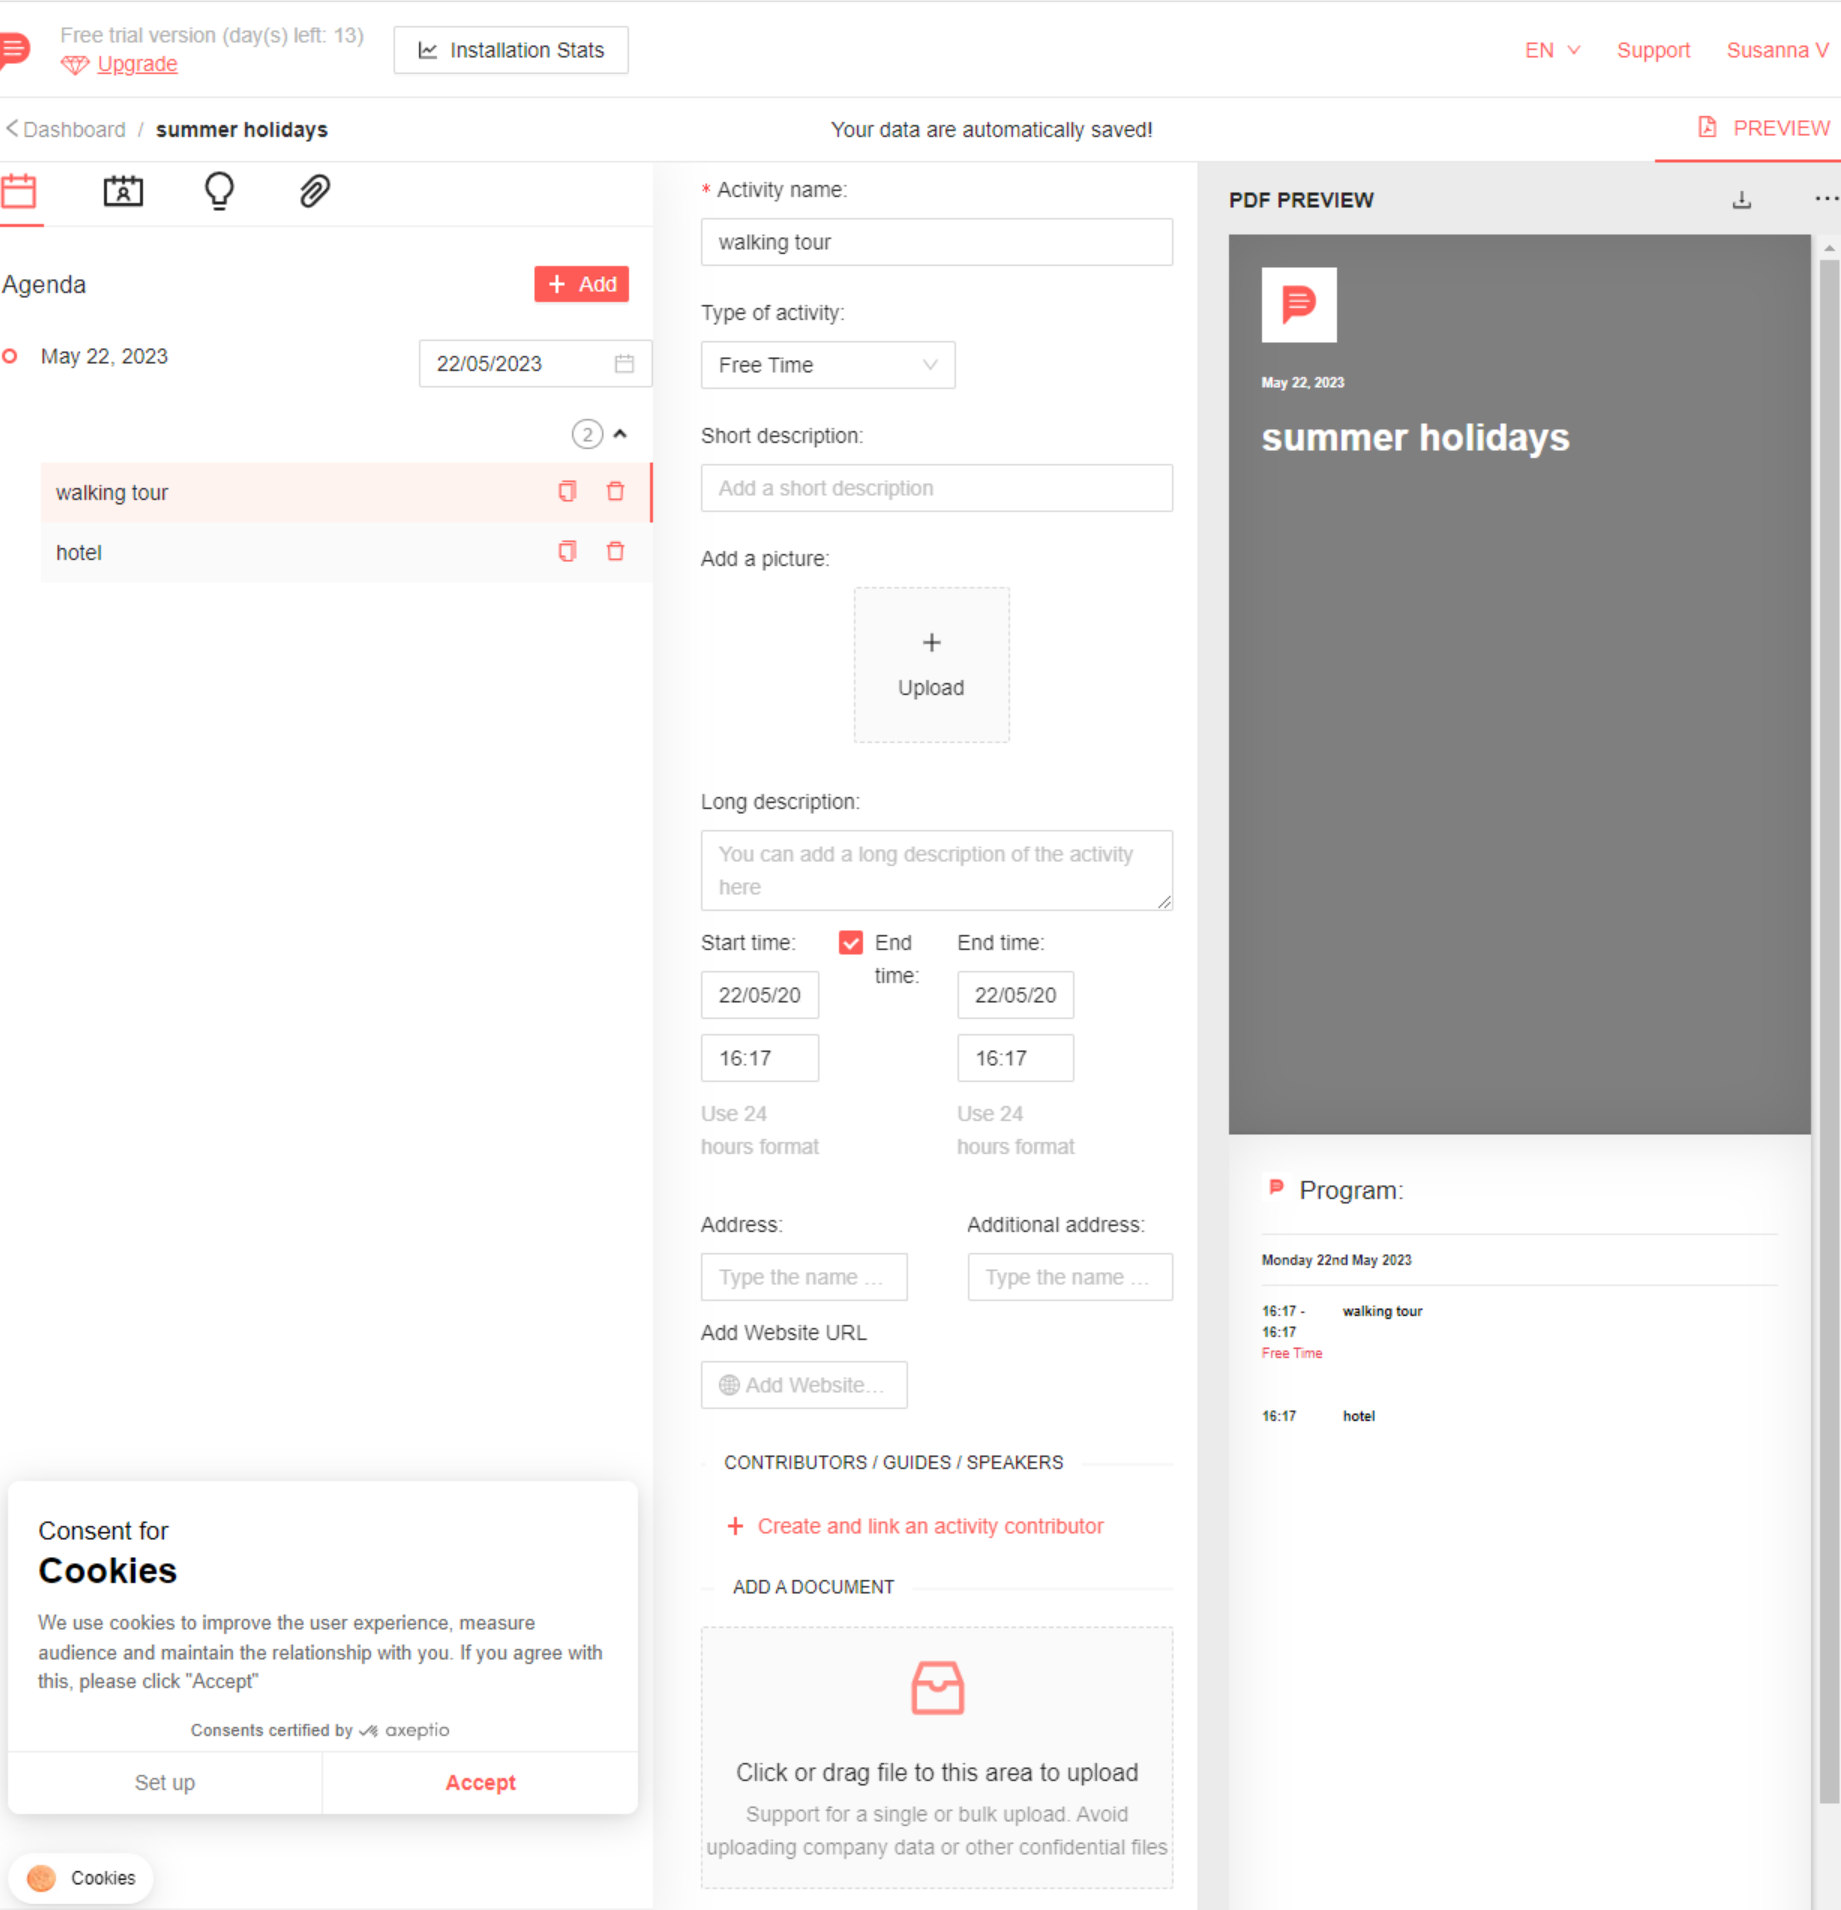 Free trial version (day(s) left: 13)
Upgrade
Installation Stats
EN
Support
Susanna V
Dashboard / summer holidays
Your data are automatically saved!
PREVIEW
Agenda
+ Add
May 22, 2023
22/05/2023
2
walking tour
hotel
* Activity name:
walking tour
Type of activity:
Free Time
Short description:
Add a short description
Add a picture:
+
Upload
Long description:
You can add a long description of the activity
here
Start time:
22/05/20
16:17
Use 24
hours format
End
time:
End time:
22/05/20
16:17
Use 24
hours format
Address:
Type the name ...
Additional address:
Type the name ...
Add Website URL
Add Website...
CONTRIBUTORS / GUIDES / SPEAKERS
+ Create and link an activity contributor
ADD A DOCUMENT
Click or drag file to this area to upload
Support for a single or bulk upload. Avoid
uploading company data or other confidential files
PDF PREVIEW
May 22, 2023
summer holidays
Program:
Monday 22nd May 2023
16:17 -
16:17
Free Time
walking tour
16:17
hotel
Consent for
Cookies
We use cookies to improve the user experience, measure
audience and maintain the relationship with you. If you agree with
this, please click "Accept"
Consents certified by axeptio
Set up
Accept
Cookies